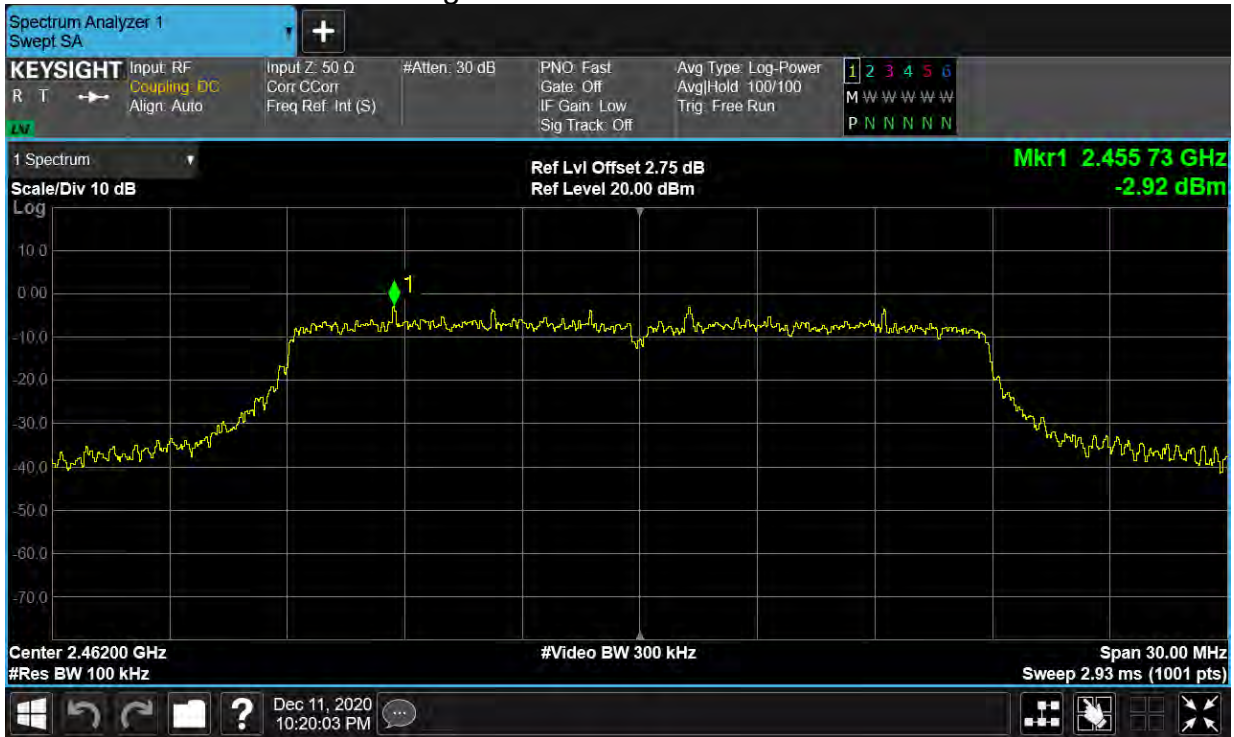 Spectrum Analyzer 1
Swept SA
+
KEYSIGHT
R T
LXI
Input: RF
Coupling: DC
Align: Auto
Input Z: 50 Ω
Corr CCorr
Freq Ref: Int (S)
#Atten: 30 dB
PNO: Fast
Gate: Off
IF Gain: Low
Sig Track: Off
Avg Type: Log-Power
Avg|Hold: 100/100
Trig: Free Run
1 2 3 4 5 6
M W W W W W W
P N N N N N N
1 Spectrum
Scale/Div 10 dB
Log
Ref Lvl Offset 2.75 dB
Ref Level 20.00 dBm
Mkr1 2.455 73 GHz
-2.92 dBm
1
10.0
0.00
-10.0
-20.0
-30.0
-40.0
-50.0
-60.0
-70.0
Center 2.46200 GHz
#Res BW 100 kHz
#Video BW 300 kHz
Span 30.00 MHz
Sweep 2.93 ms (1001 pts)
?
Dec 11, 2020
10:20:03 PM